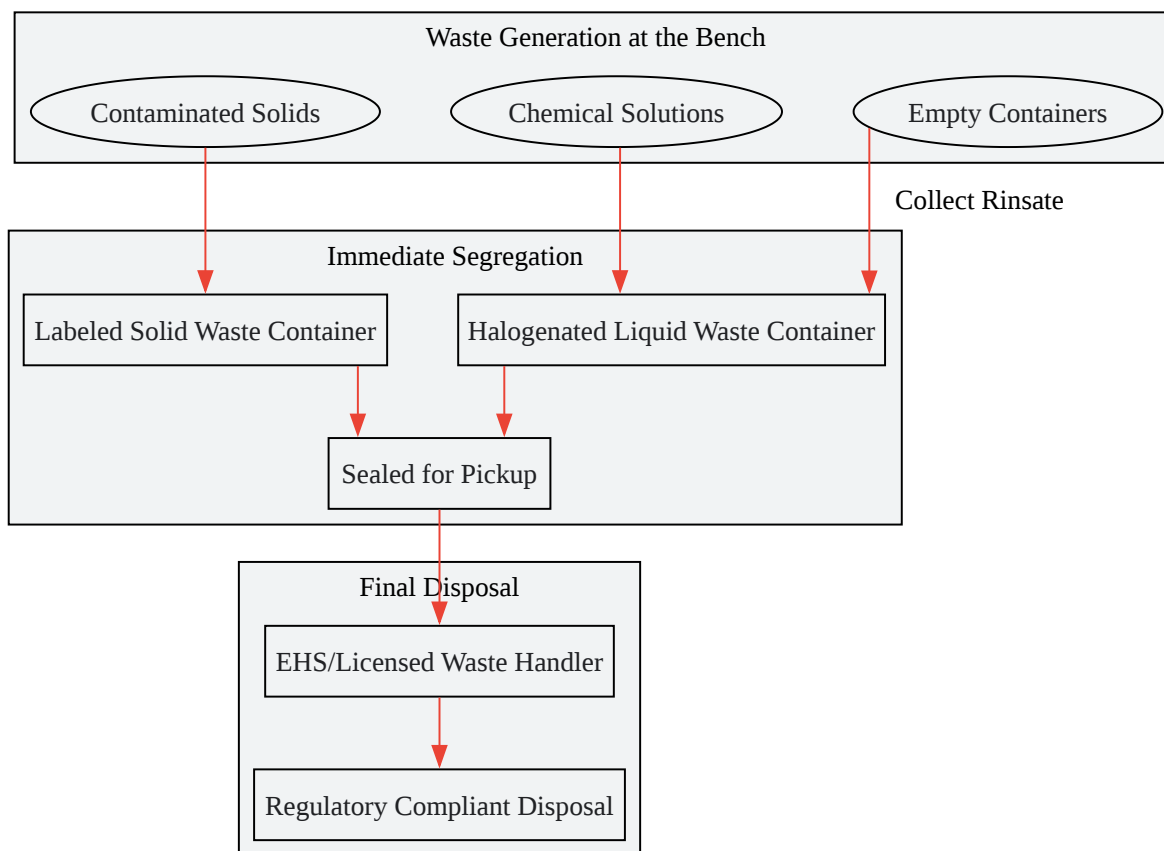 Waste Generation at the Bench
Contaminated Solids
Chemical Solutions
Empty Containers
Collect Rinsate
Immediate Segregation
Labeled Solid Waste Container
Halogenated Liquid Waste Container
Sealed for Pickup
Final Disposal
EHS/Licensed Waste Handler
Regulatory Compliant Disposal